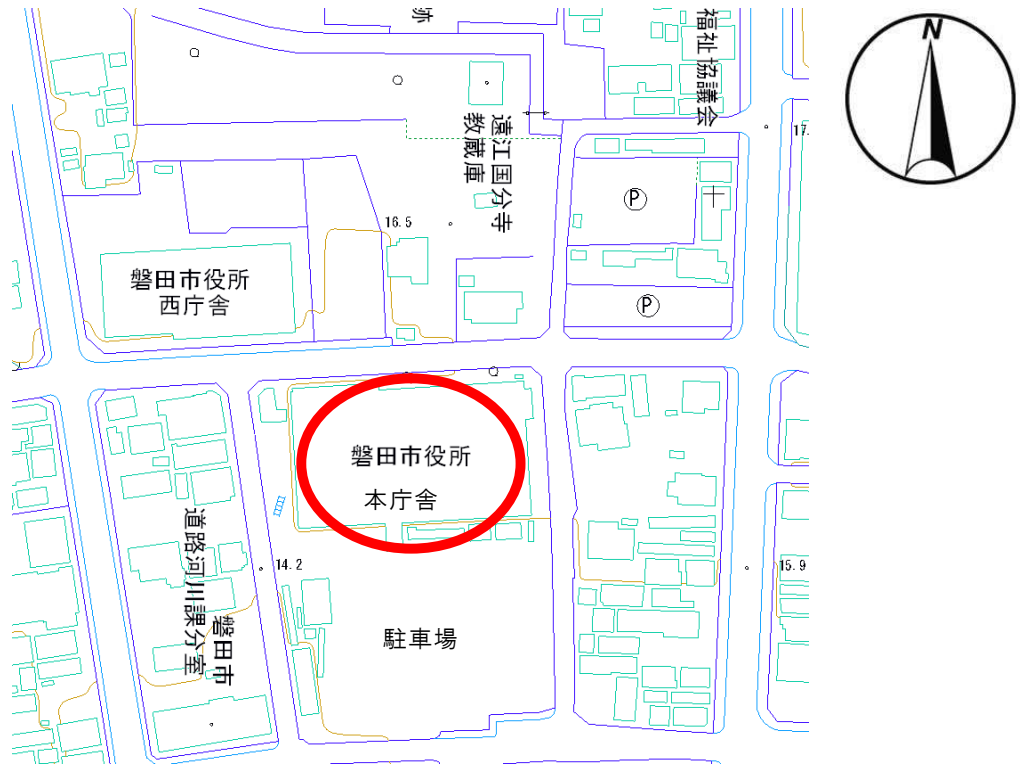 跡
福祉協議会
N
17.
遠江国分寺
教蔵庫
P
16.5
磐田市役所
西庁舎
P
磐田市役所
本庁舎
磐田市
道路河川課分室
14.2
15.9
駐車場